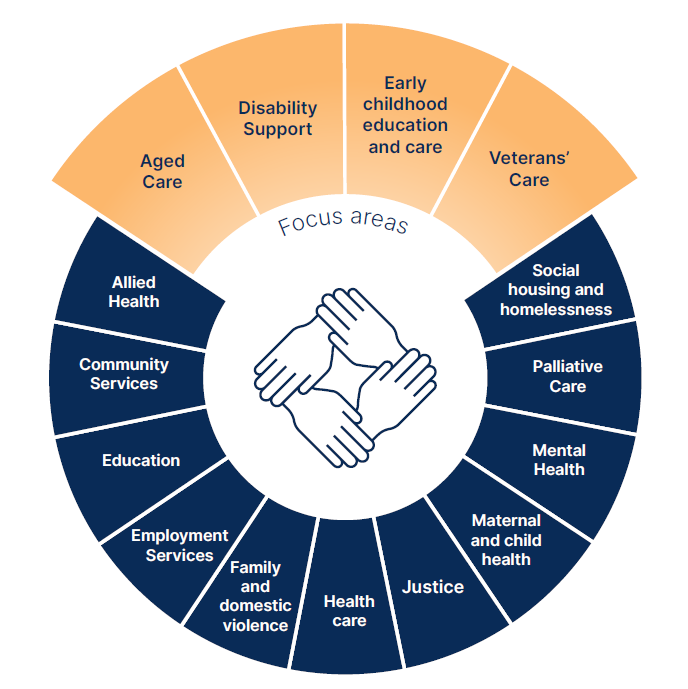 Aged
Care
Disability
Support
Early
childhood
education
and care
Veterans’
Care
Focus areas
Social
housing and
homelessness
Palliative
Care
Mental
Health
Maternal
and child
health
Justice
Health
care
Family
and
domestic
violence
Employment
Services
Education
Community
Services
Allied
Health